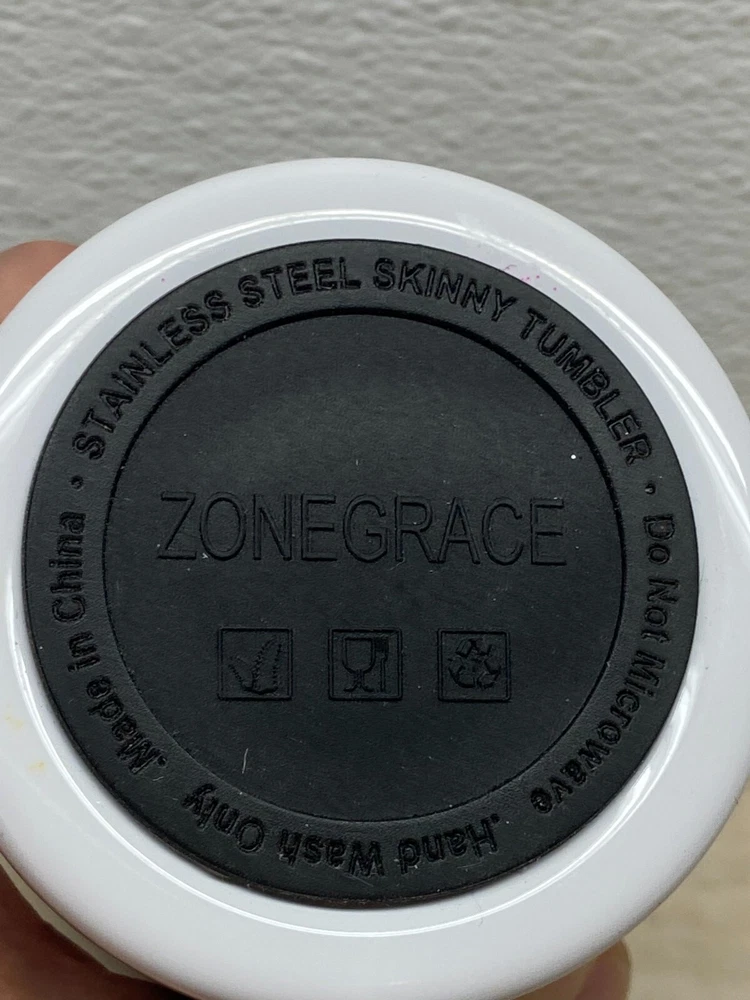 • STAINLESS STEEL SKINNY TUMBLER
• Do Not Microwave
.Hand Wash Only
.Made in China
ZONEGRACE